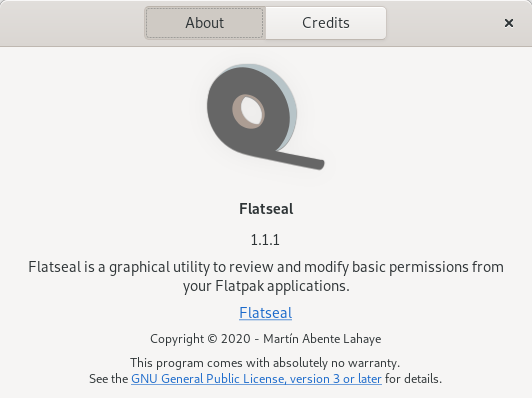 About Credits ×
Flatseal
1.1.1
Flatseal is a graphical utility to review and modify basic permissions from
your Flatpak applications.
Flatseal
Copyright © 2020 - Martín Abente Lahaye
This program comes with absolutely no warranty.
See the GNU General Public License, version 3 or later for details.